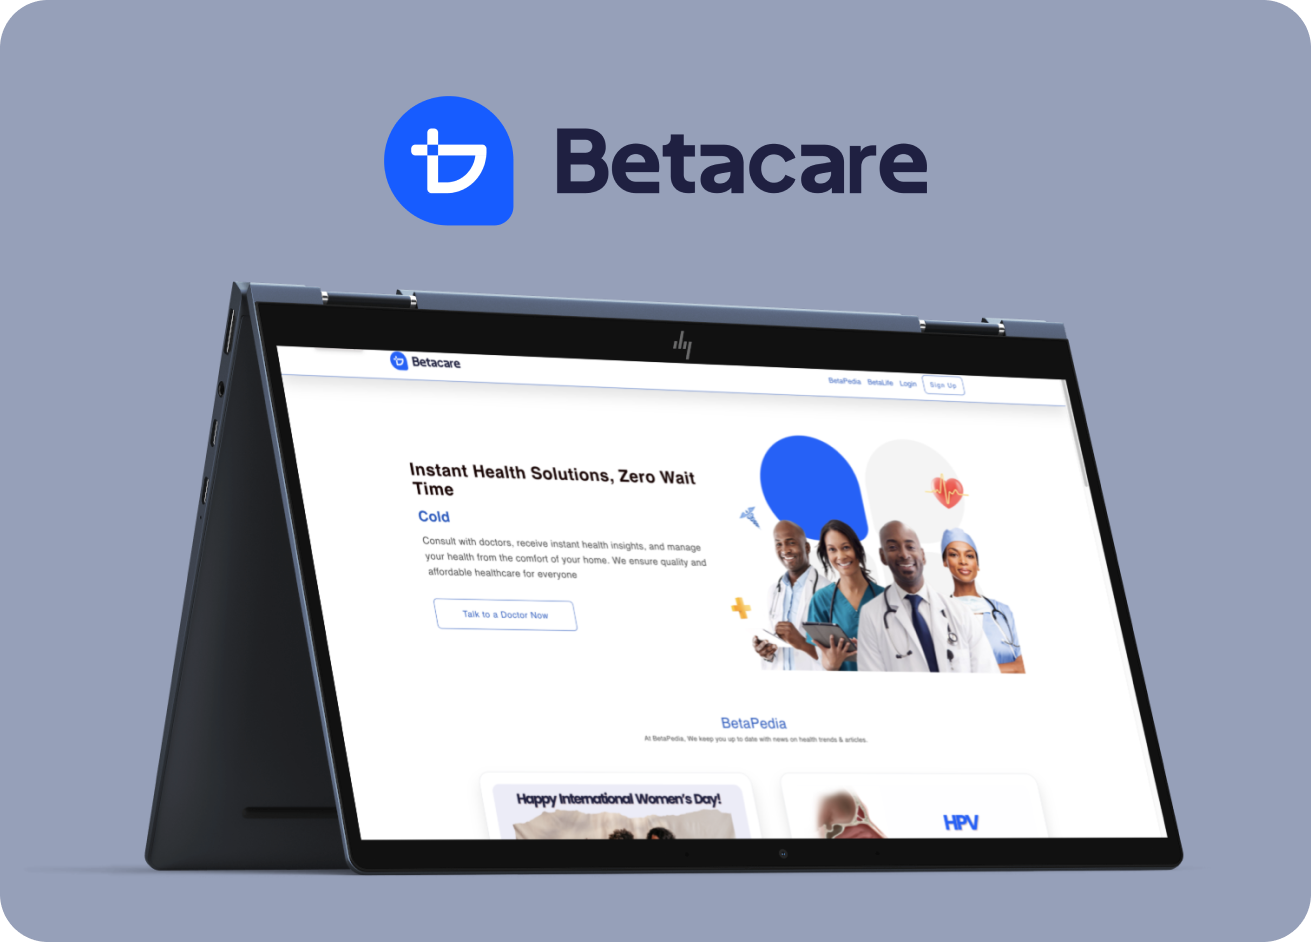 Betacare
Betacare
BetaPedia BetaLife Login Sign Up
Instant Health Solutions, Zero Wait
Time
Cold
Consult with doctors, receive instant health insights, and manage
your health from the comfort of your home. We ensure quality and
affordable healthcare for everyone
Talk to a Doctor Now
BetaPedia
At BetaPedia, We keep you up to date with news on health trends & articles.
Happy International Women's Day!
HPV